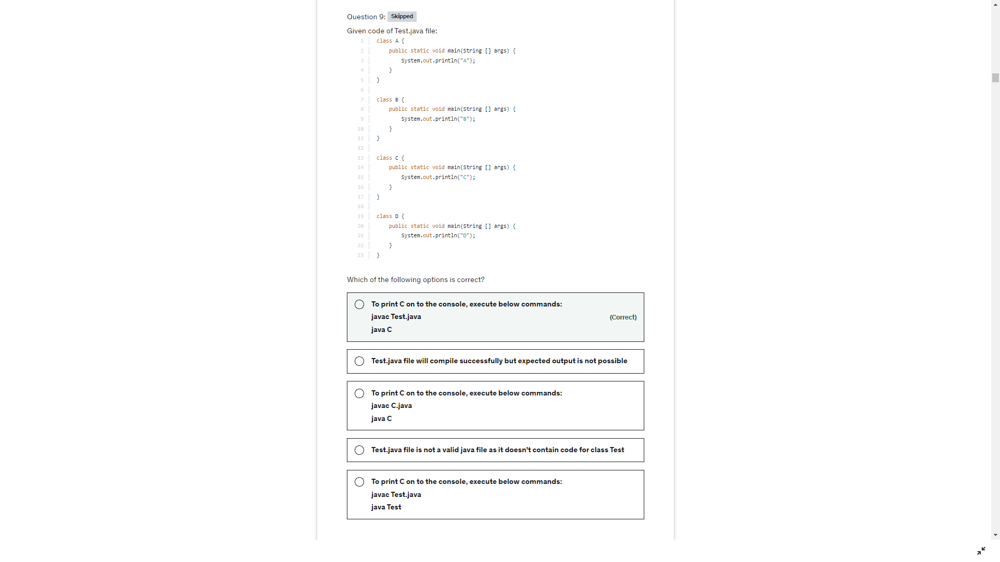 Question 9: Skipped
Given code of Test.java file:
1 class A {
2 public static void main(String [] args) {
3 System.out.println("A");
4 }
5 }
6
7 class B {
8 public static void main(String [] args) {
9 System.out.println("B");
10 }
11 }
12
13 class C {
14 public static void main(String [] args) {
15 System.out.println("C");
16 }
17 }
18
19 class D {
20 public static void main(String [] args) {
21 System.out.println("D");
22 }
23 }
Which of the following options is correct?
To print C on to the console, execute below commands:
javac Test.java
(Correct)
java C
Test.java file will compile successfully but expected output is not possible
To print C on to the console, execute below commands:
javac C.java
java C
Test.java file is not a valid java file as it doesn't contain code for class Test
To print C on to the console, execute below commands:
javac Test.java
java Test